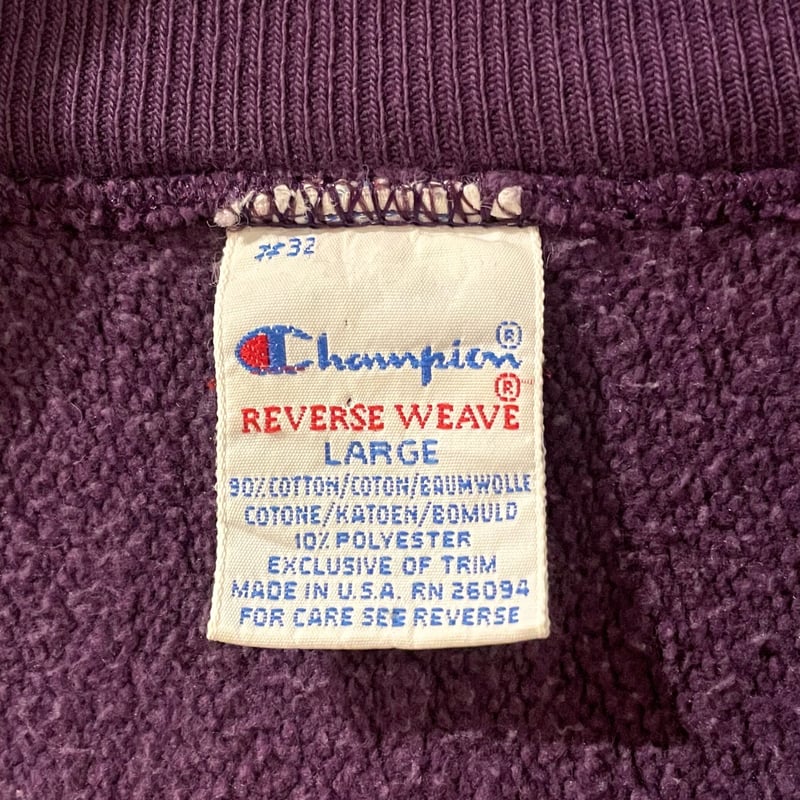 #32
Champion®
REVERSE WEAVE®
LARGE
90% COTTON/COTON/BAUMWOLLE
COTONE/KATOEN/BOMULD
10% POLYESTER
EXCLUSIVE OF TRIM
MADE IN U.S.A. RN 26094
FOR CARE SEE REVERSE